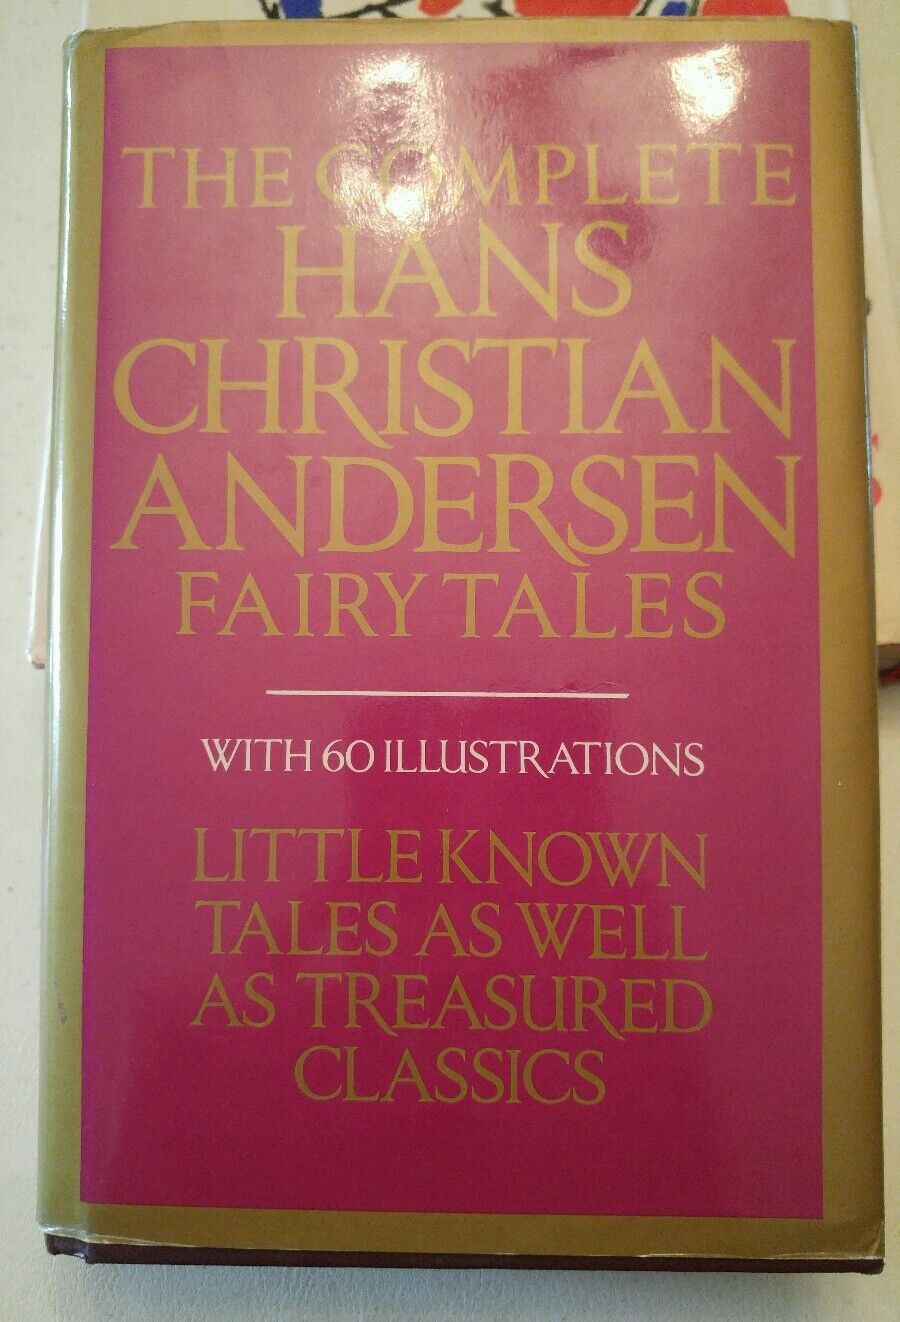 THE COMPLETE
HANS
CHRISTIAN
ANDERSEN
FAIRY TALES
WITH 60 ILLUSTRATIONS
LITTLE KNOWN
TALES AS WELL
AS TREASURED
CLASSICS